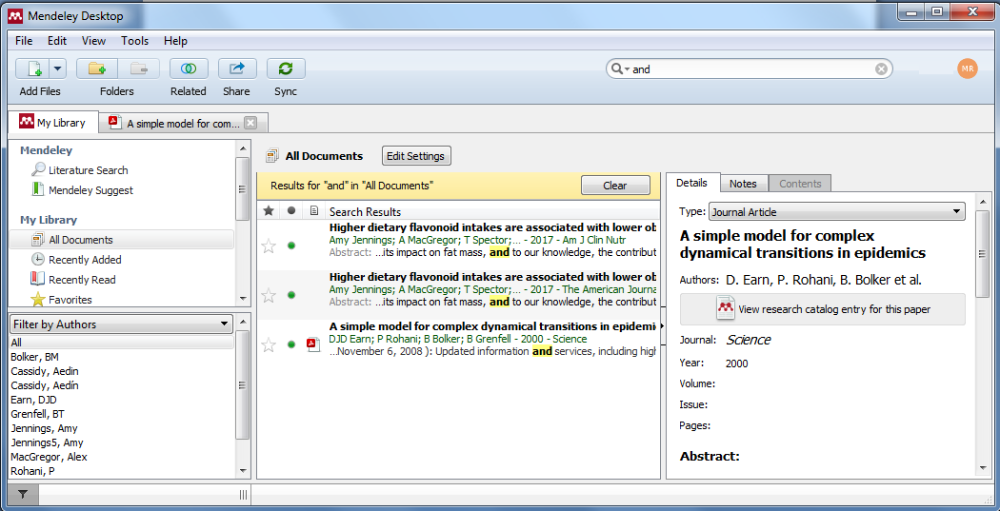 Mendeley Desktop
File Edit View Tools Help
and
MR
Add Files Folders Related Share Sync
My Library
A simple model for com...
Mendeley
Literature Search
Mendeley Suggest
My Library
All Documents
Recently Added
Recently Read
Favorites
Filter by Authors
All
Bolker, BM
Cassidy, Aedin
Cassidy, Aedín
Earn, DJD
Grenfell, BT
Jennings, Amy
Jennings5, Amy
MacGregor, Alex
Rohani, P
All Documents Edit Settings
Results for "and" in "All Documents" Clear
Search Results
Higher dietary flavonoid intakes are associated with lower ob
Amy Jennings; A MacGregor; T Spector;... - 2017 - Am J Clin Nutr
Abstract: ...its impact on fat mass, and to our knowledge, the contribut
Higher dietary flavonoid intakes are associated with lower ob
Amy Jennings; A MacGregor; T Spector;... - 2017 - The American Journa
Abstract: ...its impact on fat mass, and to our knowledge, the contribut
A simple model for complex dynamical transitions in epidemi
DJD Earn; P Rohani; B Bolker; B Grenfell - 2000 - Science
...November 6, 2008 ): Updated information and services, including high
Details Notes Contents
Type: Journal Article
A simple model for complex
dynamical transitions in epidemics
Authors: D. Earn, P. Rohani, B. Bolker et al.
View research catalog entry for this paper
Journal: Science
Year: 2000
Volume:
Issue:
Pages:
Abstract: